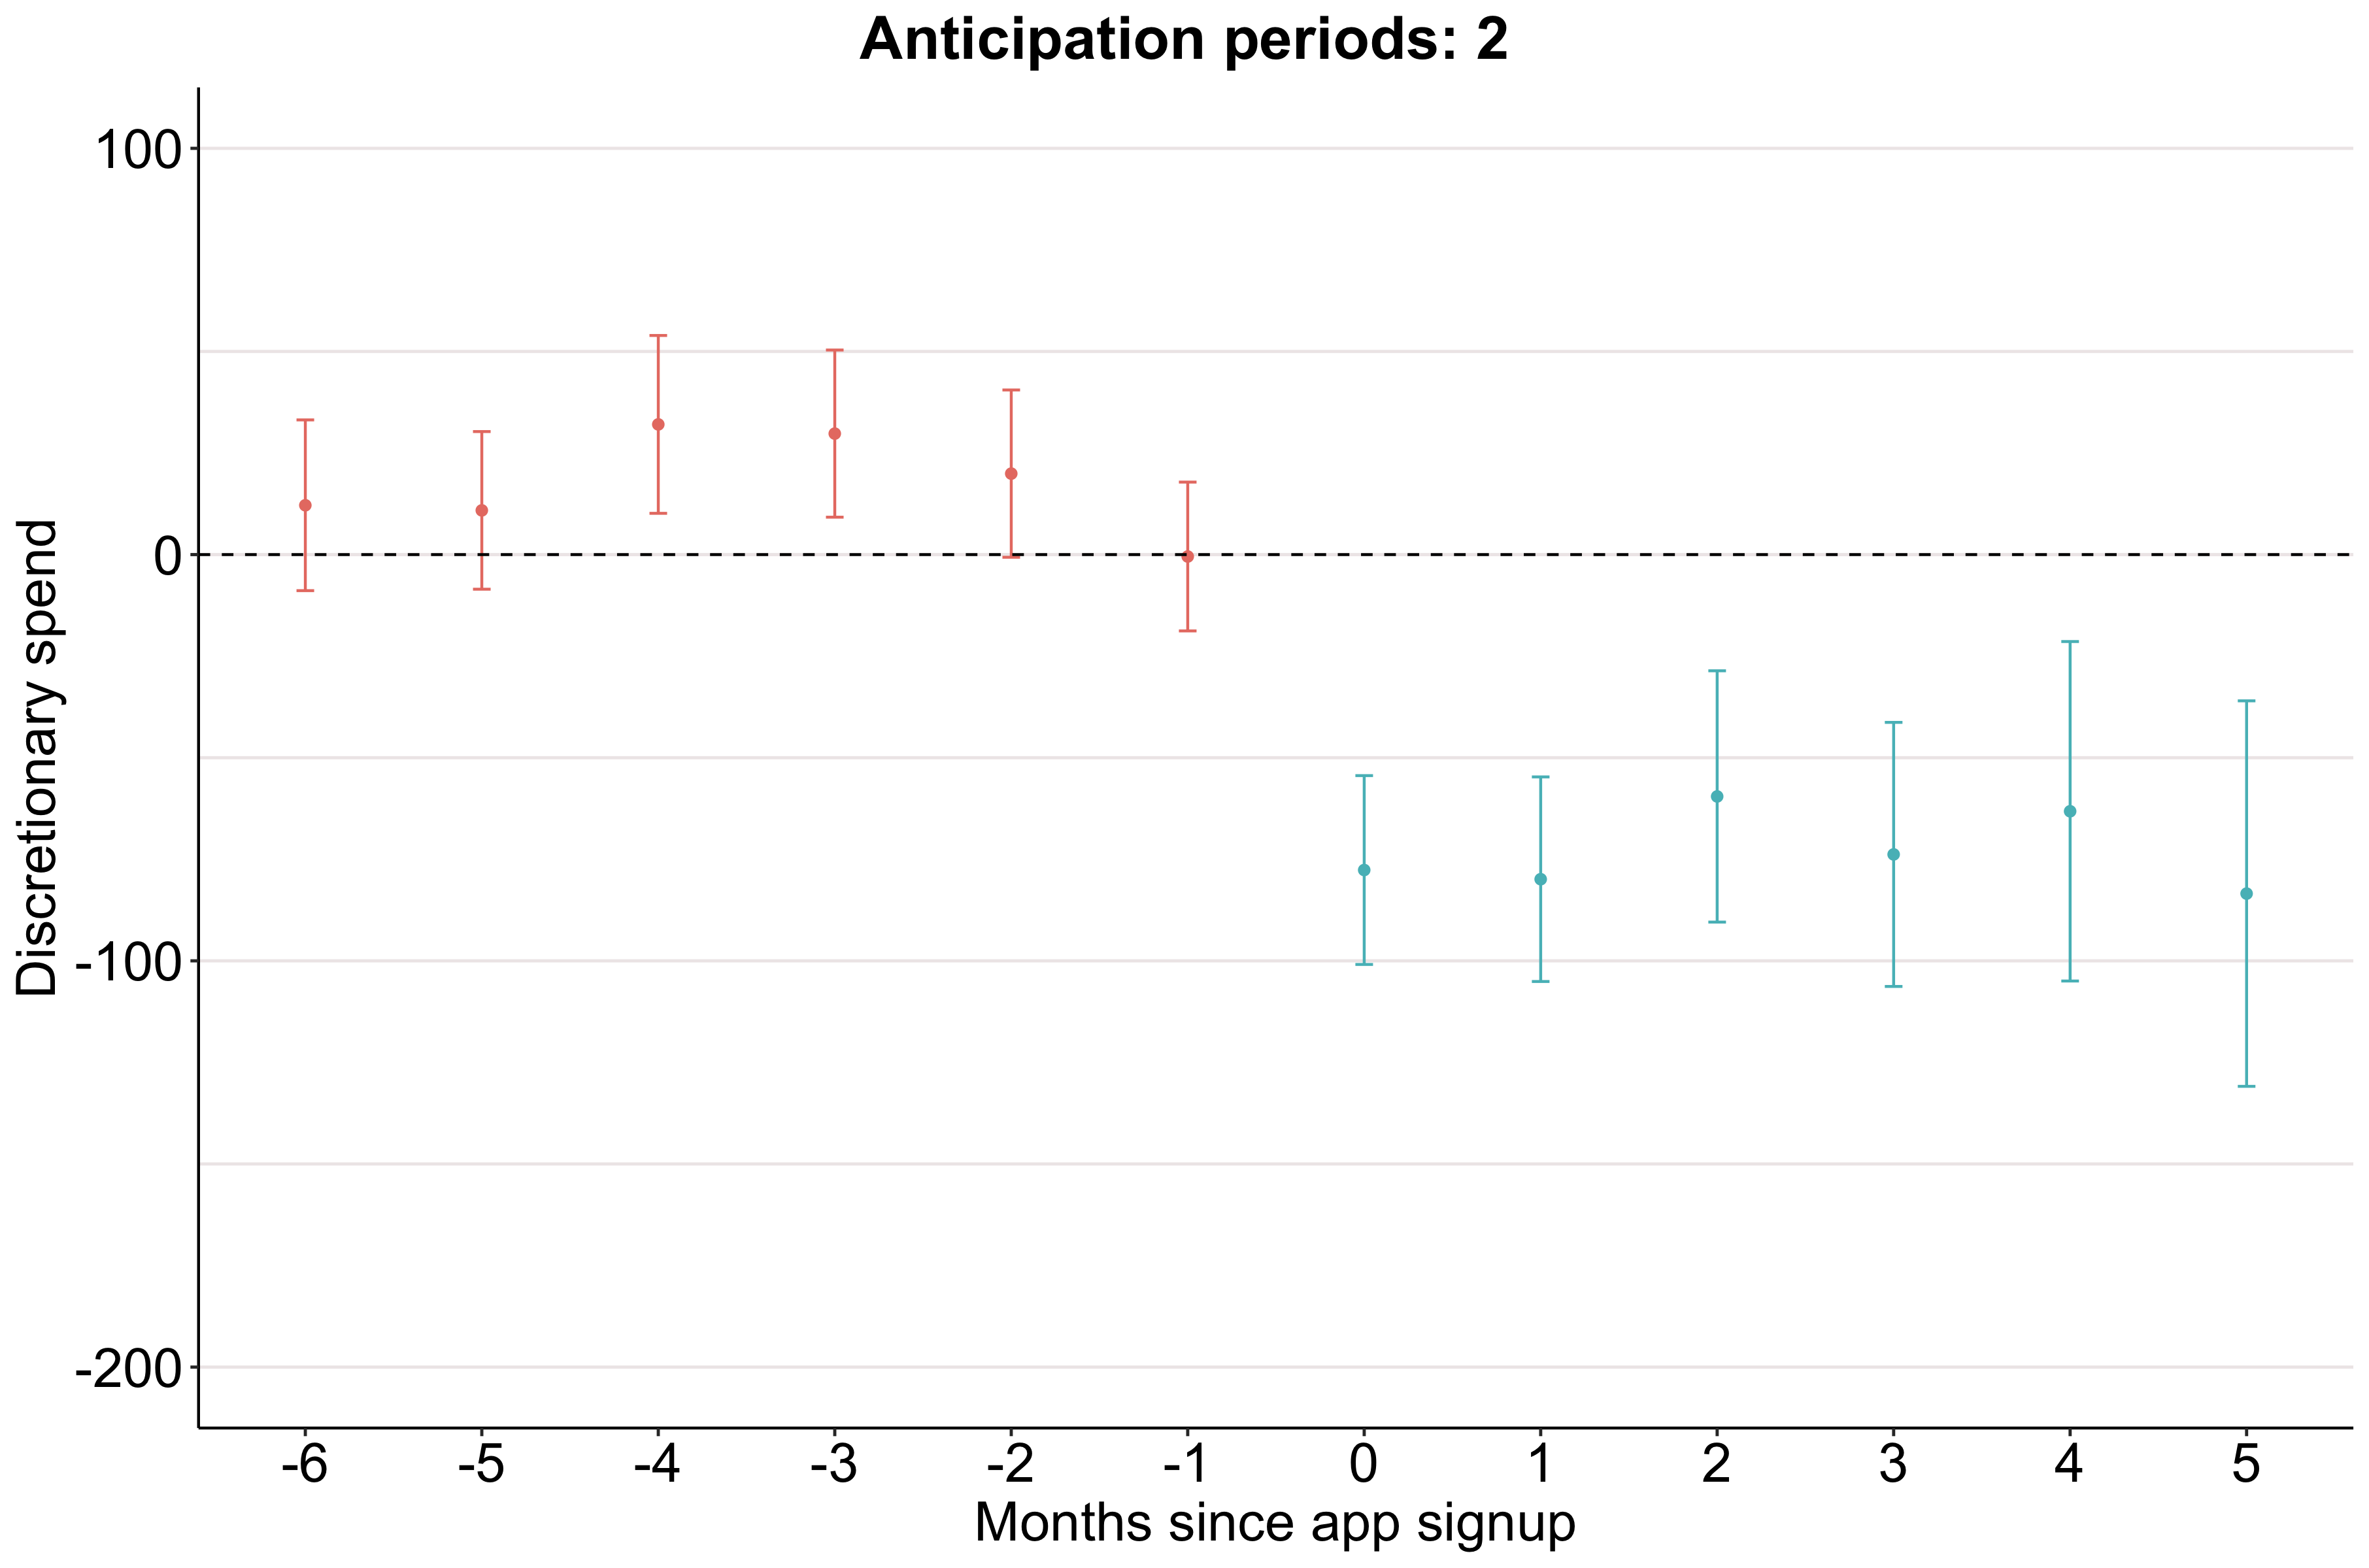 Anticipation periods: 2
Discretionary spend
100
0
-100
-200
-6 -5 -4 -3 -2 -1 0 1 2 3 4 5
Months since app signup